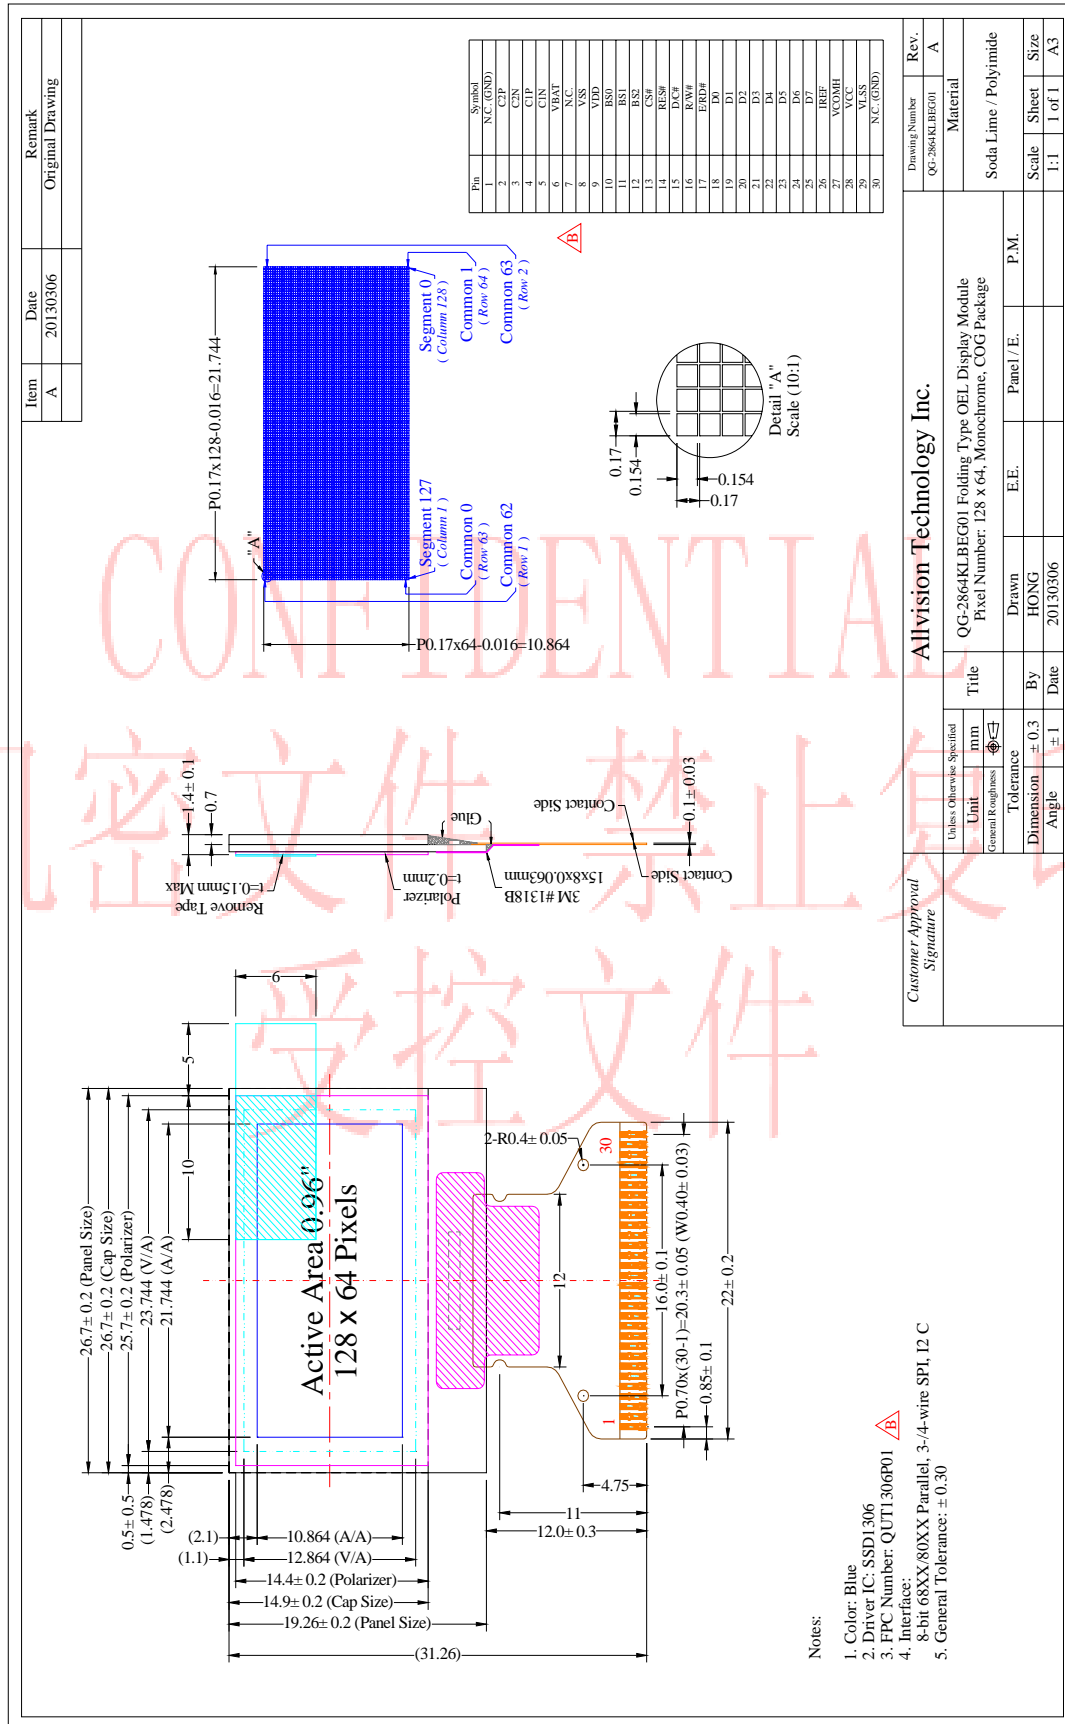 Item Date Remark
A 20130306 Original Drawing
26.7± 0.2 (Panel Size)
26.7± 0.2 (Cap Size)
25.7± 0.2 (Polarizer)
23.744 (V/A)
21.744 (A/A)
10
5
6
0.5± 0.5
(1.478)
(2.478)
(2.1)
(1.1)
10.864 (A/A)
12.864 (V/A)
14.4± 0.2 (Polarizer)
14.9± 0.2 (Cap Size)
19.26± 0.2 (Panel Size)
(31.26)
Active Area 0.96"
128 x 64 Pixels
2-R0.4± 0.05
12
1
30
16.0± 0.1
P0.70x(30-1)=20.3± 0.05 (W0.40± 0.03)
0.85± 0.1
22± 0.2
4.75
11
12.0± 0.3
1.4± 0.1
0.7
Remove Tape
t=0.15mm Max
Polarizer
t=0.2mm
Glue
3M #1318B
15x8x0.063mm
Contact Side
Contact Side
0.1± 0.03
P0.17x128-0.016=21.744
"A"
P0.17x64-0.016=10.864
Segment 127
( Column 1 )
Common 0
( Row 63 )
Common 62
( Row 1 )
Segment 0
( Column 128 )
Common 1
( Row 64 )
Common 63
( Row 2 )
0.17
0.154
0.154
0.17
Detail "A"
Scale (10:1)
B
Pin Symbol
1 N.C. (GND)
2 C2P
3 C2N
4 C1P
5 C1N
6 VBAT
7 N.C.
8 VSS
9 VDD
10 BS0
11 BS1
12 BS2
13 CS#
14 RES#
15 D/C#
16 R/W#
17 E/RD#
18 D0
19 D1
20 D2
21 D3
22 D4
23 D5
24 D6
25 D7
26 IREF
27 VCOMH
28 VCC
29 VLSS
30 N.C. (GND)
Notes:
1. Color: Blue
2. Driver IC: SSD1306
3. FPC Number: QUT1306P01
B
4. Interface:
8-bit 68XX/80XX Parallel, 3-/4-wire SPI, I2 C
5. General Tolerance: ± 0.30
Customer Approval
Signature
Allvision Technology Inc.
Drawing Number Rev.
QG-2864KLBEG01 A
Unless Otherwise Specified
Unit mm
General Roughness
Tolerance
Dimension ± 0.3
Angle ± 1
Title
QG-2864KLBEG01 Folding Type OEL Display Module
Pixel Number: 128 x 64, Monochrome, COG Package
Material
Soda Lime / Polyimide
By Drawn E.E. Panel / E. P.M.
HONG
Date 20130306
Scale Sheet Size
1:1 1 of 1 A3
CONFIDENTIAL
机密文件 禁止复
受控文件